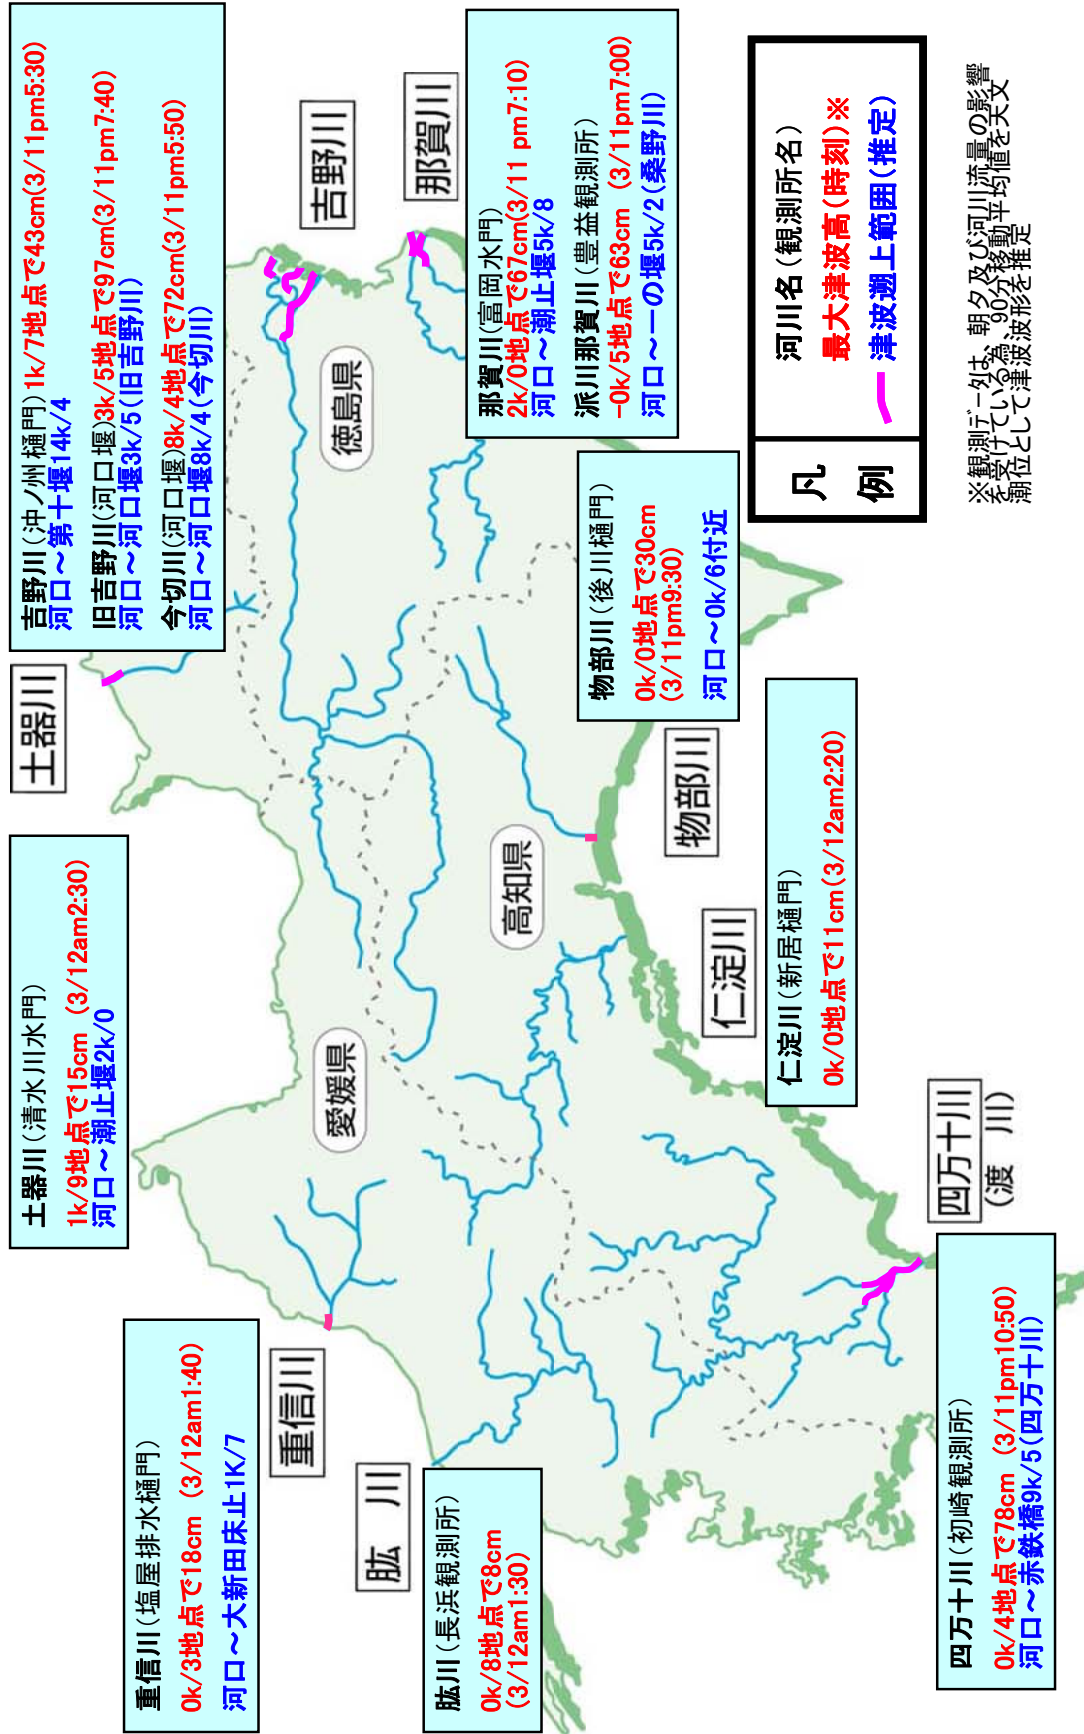 土器川(清水川水門)
1k/9地点で15cm (3/12am2:30)
河口～潮止堰2k/0
土器川
吉野川(沖ノ州樋門)1k/7地点で43cm(3/11pm5:30)
河口～第十堰14k/4
旧吉野川(河口堰)3k/5地点で97cm(3/11pm7:40)
河口～河口堰3k/5(旧吉野川)
今切川(河口堰)8k/4地点で72cm(3/11pm5:50)
河口～河口堰8k/4(今切川)
重信川(塩屋排水樋門)
0k/3地点で18cm (3/12am1:40)
河口～大新田床止1K/7
重信川
愛媛県
徳島県
吉野川
那賀川
肱 川
肱川(長浜観測所)
0k/8地点で8cm
(3/12am1:30)
高知県
那賀川(富岡水門)
2k/0地点で67cm(3/11 pm7:10)
河口～潮止堰5k/8
派川那賀川(豊益観測所)
-0k/5地点で63cm (3/11pm7:00)
河口～一の堰5k/2(桑野川)
物部川(後川樋門)
0k/0地点で30cm
(3/11pm9:30)
河口～0k/6付近
物部川
仁淀川
仁淀川(新居樋門)
0k/0地点で11cm(3/12am2:20)
四万十川
(渡 川)
四万十川(初崎観測所)
0k/4地点で78cm (3/11pm10:50)
河口～赤鉄橋9k/5(四万十川)
凡
例
河川名(観測所名)
最大津波高(時刻)※
津波遡上範囲(推定)
※観測データは、朝夕及び河川流量の影響
を受けている為、90分移動平均値を天文
潮位として津波波形を推定